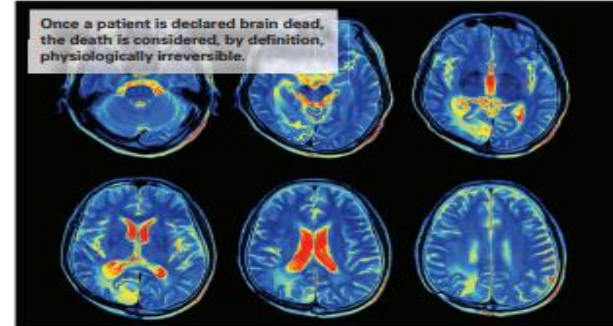 Once a patient is declared brain dead,
the death is considered, by definition,
physiologically irreversible.